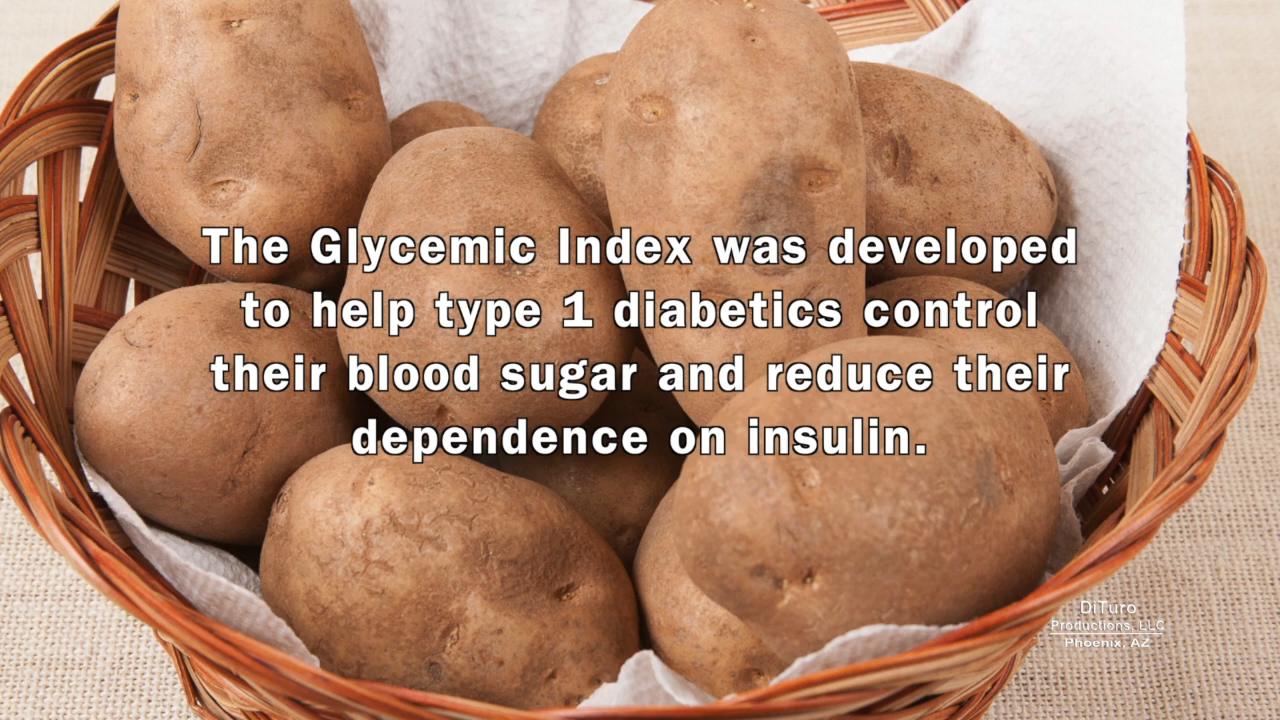 The Glycemic Index was developed
to help type 1 diabetics control
their blood sugar and reduce their
dependence on insulin.
DiTuro
Productions, LLC
Phoenix, AZ